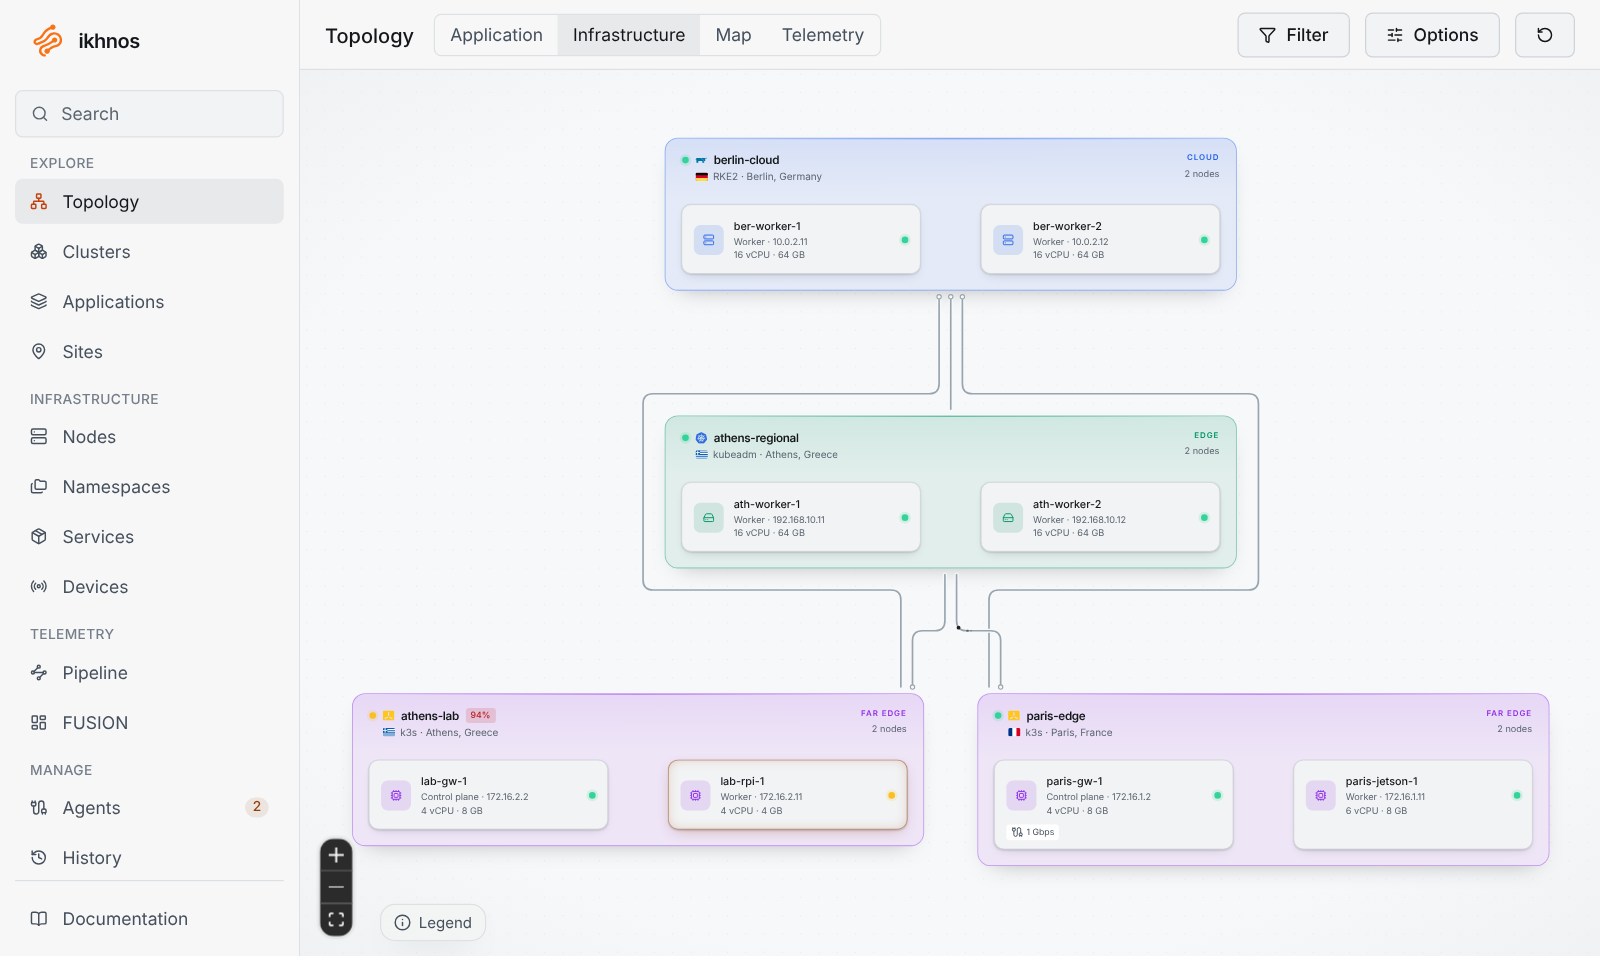 ikhnos
Search
EXPLORE
Topology
Clusters
Applications
Sites
INFRASTRUCTURE
Nodes
Namespaces
Services
Devices
TELEMETRY
Pipeline
FUSION
MANAGE
Agents 2
History
Documentation
Topology Application Infrastructure Map Telemetry Filter Options
berlin-cloud CLOUD
RKE2 · Berlin, Germany 2 nodes
ber-worker-1
Worker · 10.0.2.11
16 vCPU · 64 GB
ber-worker-2
Worker · 10.0.2.12
16 vCPU · 64 GB
athens-regional EDGE
kubeadm · Athens, Greece 2 nodes
ath-worker-1
Worker · 192.168.10.11
16 vCPU · 64 GB
ath-worker-2
Worker · 192.168.10.12
16 vCPU · 64 GB
athens-lab 94% FAR EDGE
k3s · Athens, Greece 2 nodes
lab-gw-1
Control plane · 172.16.2.2
4 vCPU · 8 GB
lab-rpi-1
Worker · 172.16.2.11
4 vCPU · 4 GB
paris-edge FAR EDGE
k3s · Paris, France 2 nodes
paris-gw-1
Control plane · 172.16.1.2
4 vCPU · 8 GB
1 Gbps
paris-jetson-1
Worker · 172.16.1.11
6 vCPU · 8 GB
Legend